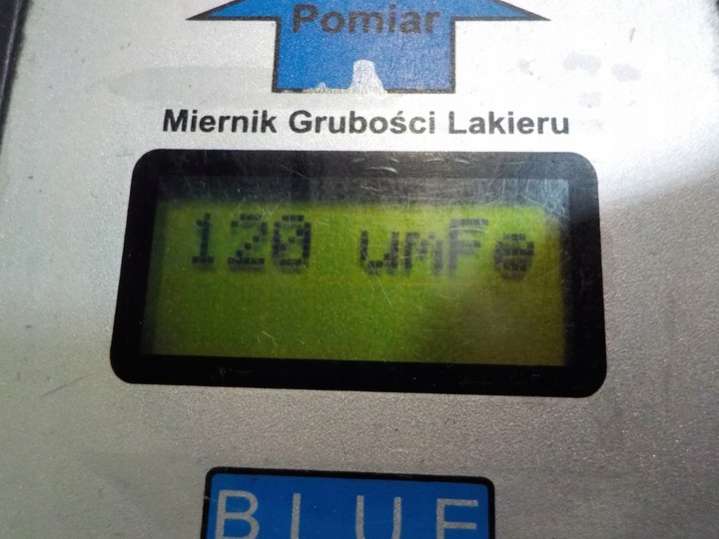 Pomiar
Miernik Grubości Lakieru
120 umFe
BLUE